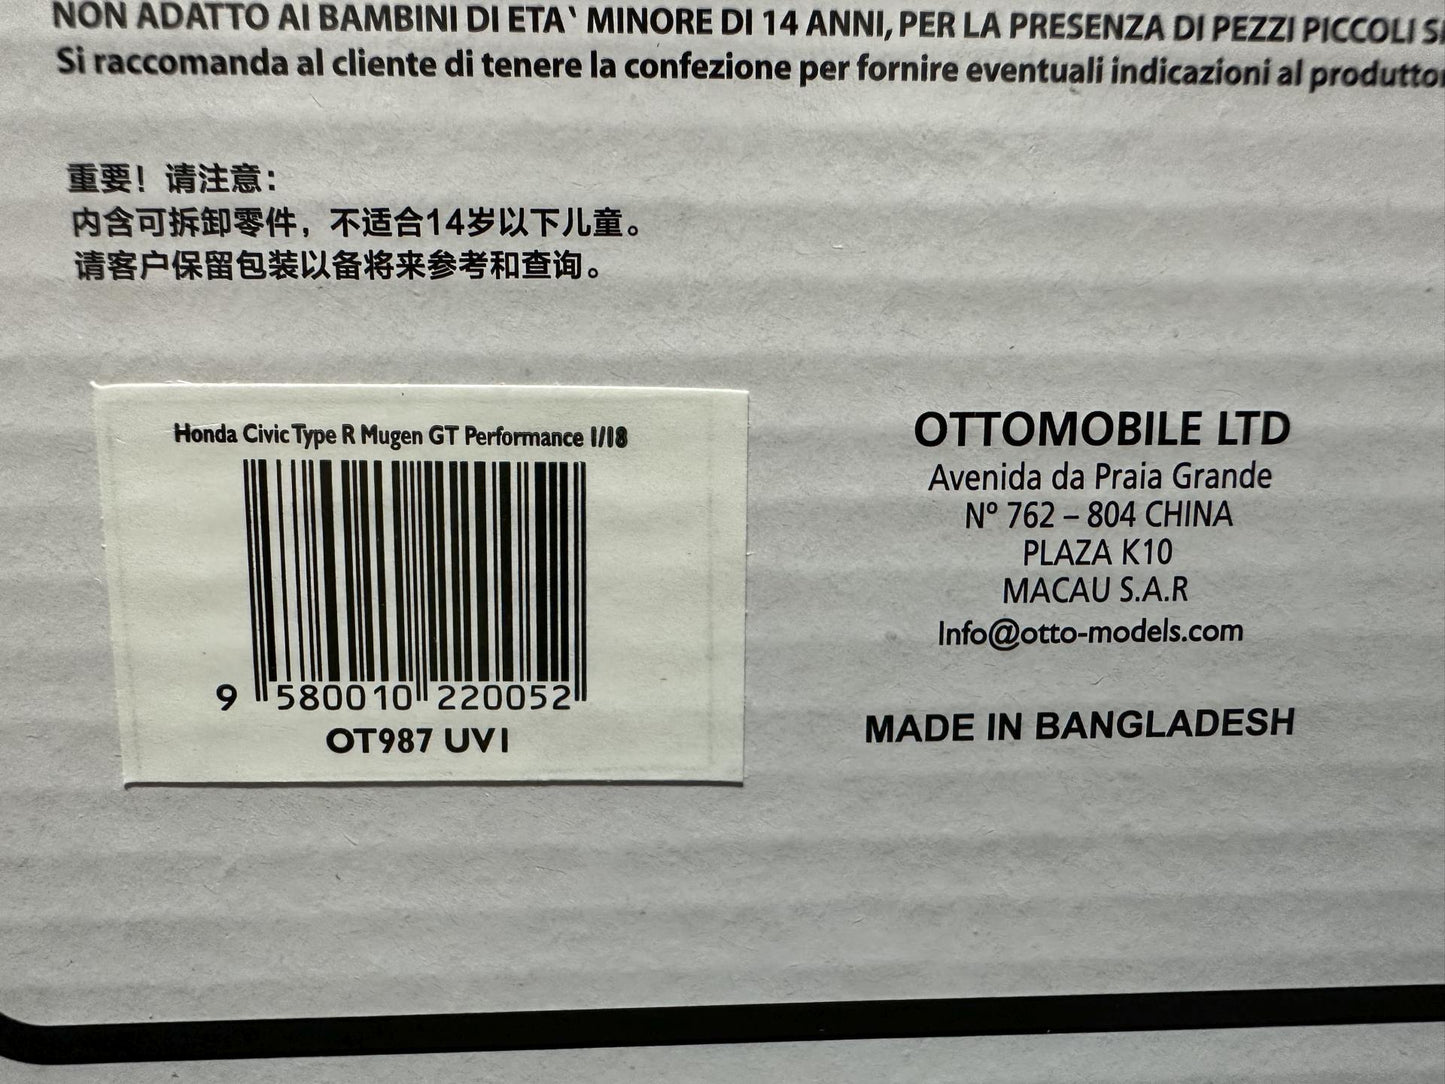 NON ADATTO AI BAMBINI DI ETA` MINORE DI 14 ANNI, PER LA PRESENZA DI PEZZI PICCOLI
Si raccomanda al cliente di tenere la confezione per fornire eventuali indicazioni al
重要！请注意：
内含可拆卸零件，不适合14岁以下儿童。
请客户保留包装以备将来参考和查询。
Honda Civic Type R Mugen GT Performance 1/18
9 580010 220052
OT987 UV1
OTTOMOBILE LTD
Avenida da Praia Grande
Nº 762 – 804 CHINA
PLAZA K10
MACAU S.A.R
Info@otto-models.com
MADE IN BANGLADESH